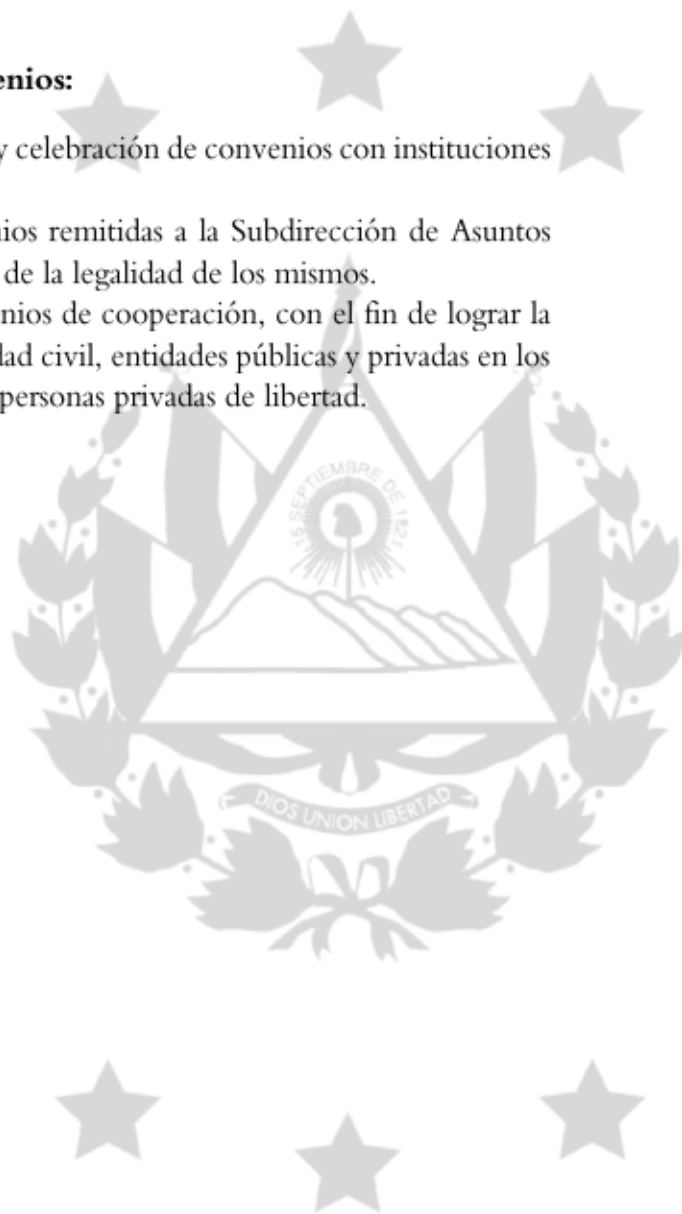 enios:
y celebración de convenios con instituciones
nios remitidas a la Subdirección de Asuntos
de la legalidad de los mismos.
nios de cooperación, con el fin de lograr la
dad civil, entidades públicas y privadas en los
personas privadas de libertad.
15 SEPTIEMBRE DE 1821
DIOS UNION LIBERTAD